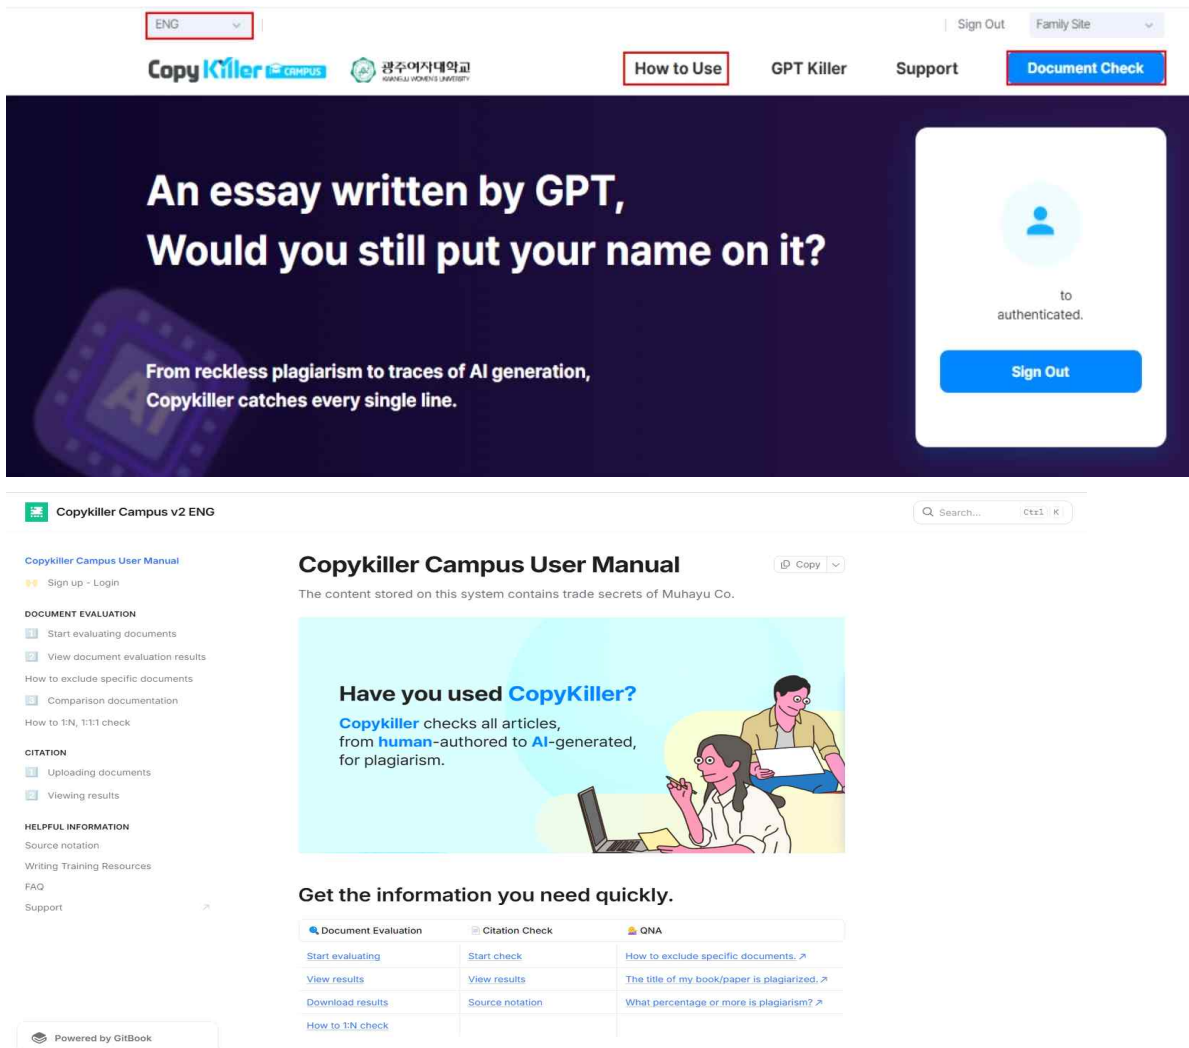 ENG
Sign Out
Family Site
Copy Killer CAMPUS
광주여자대학교
KWANGJU WOMEN'S UNIVERSITY
How to Use
GPT Killer
Support
Document Check
An essay written by GPT,
Would you still put your name on it?
to
authenticated.
Sign Out
From reckless plagiarism to traces of AI generation,
Copykiller catches every single line.
AI
Copykiller Campus v2 ENG
Search...
Ctrl K
Copykiller Campus User Manual
Sign up - Login
DOCUMENT EVALUATION
1 Start evaluating documents
2 View document evaluation results
How to exclude specific documents
3 Comparison documentation
How to 1:N, 1:1:1 check
CITATION
1 Uploading documents
2 Viewing results
HELPFUL INFORMATION
Source notation
Writing Training Resources
FAQ
Support
Powered by GitBook
Copykiller Campus User Manual
Copy
The content stored on this system contains trade secrets of Muhayu Co.
Have you used CopyKiller?
Copykiller checks all articles,
from human-authored to AI-generated,
for plagiarism.
Get the information you need quickly.
Document Evaluation
Citation Check
QNA
Start evaluating
Start check
How to exclude specific documents.
View results
View results
The title of my book/paper is plagiarized.
Download results
Source notation
What percentage or more is plagiarism?
How to 1:N check